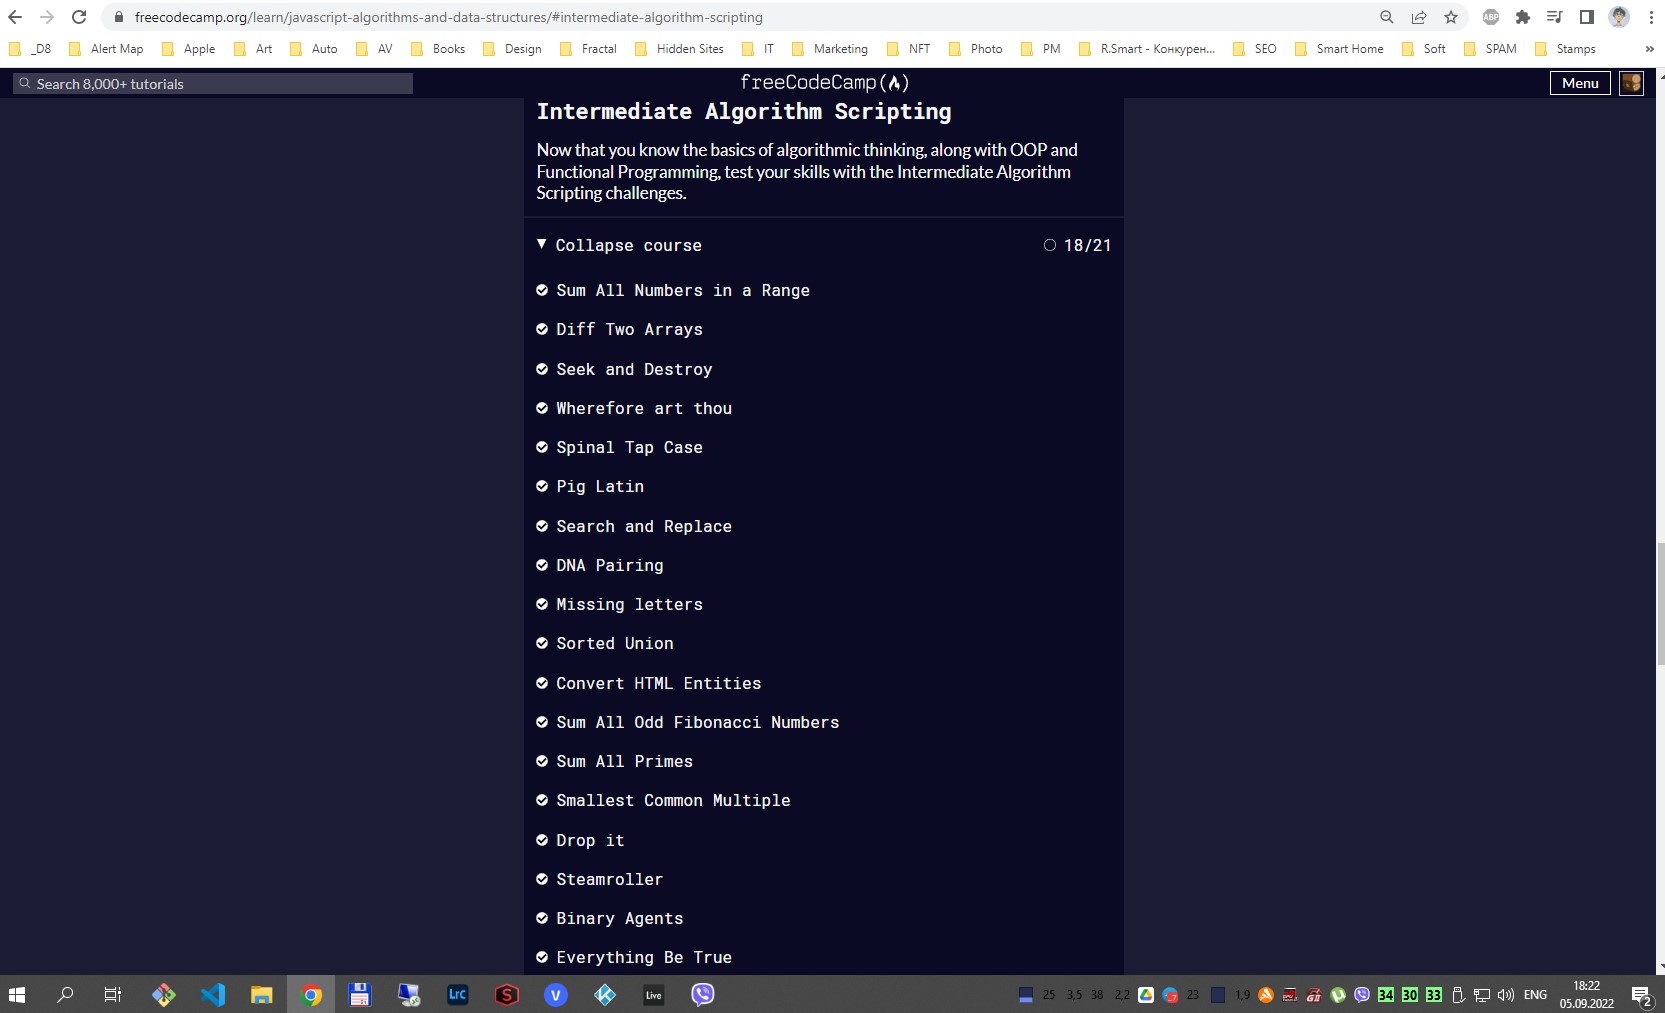 freecodecamp.org/learn/javascript-algorithms-and-data-structures/#intermediate-algorithm-scripting
ABP
_D8 Alert Map Apple Art Auto AV Books Design Fractal Hidden Sites IT Marketing NFT Photo PM R.Smart - Конкурен... SEO Smart Home Soft SPAM Stamps »
Search 8,000+ tutorials freeCodeCamp Menu
Intermediate Algorithm Scripting
Now that you know the basics of algorithmic thinking, along with OOP and
Functional Programming, test your skills with the Intermediate Algorithm
Scripting challenges.
Collapse course 18/21
Sum All Numbers in a Range
Diff Two Arrays
Seek and Destroy
Wherefore art thou
Spinal Tap Case
Pig Latin
Search and Replace
DNA Pairing
Missing letters
Sorted Union
Convert HTML Entities
Sum All Odd Fibonacci Numbers
Sum All Primes
Smallest Common Multiple
Drop it
Steamroller
Binary Agents
Everything Be True
LrC S V Live 25 3,5 38 2,2 23 1,9 34 30 33 ENG
18:22
05.09.2022
2